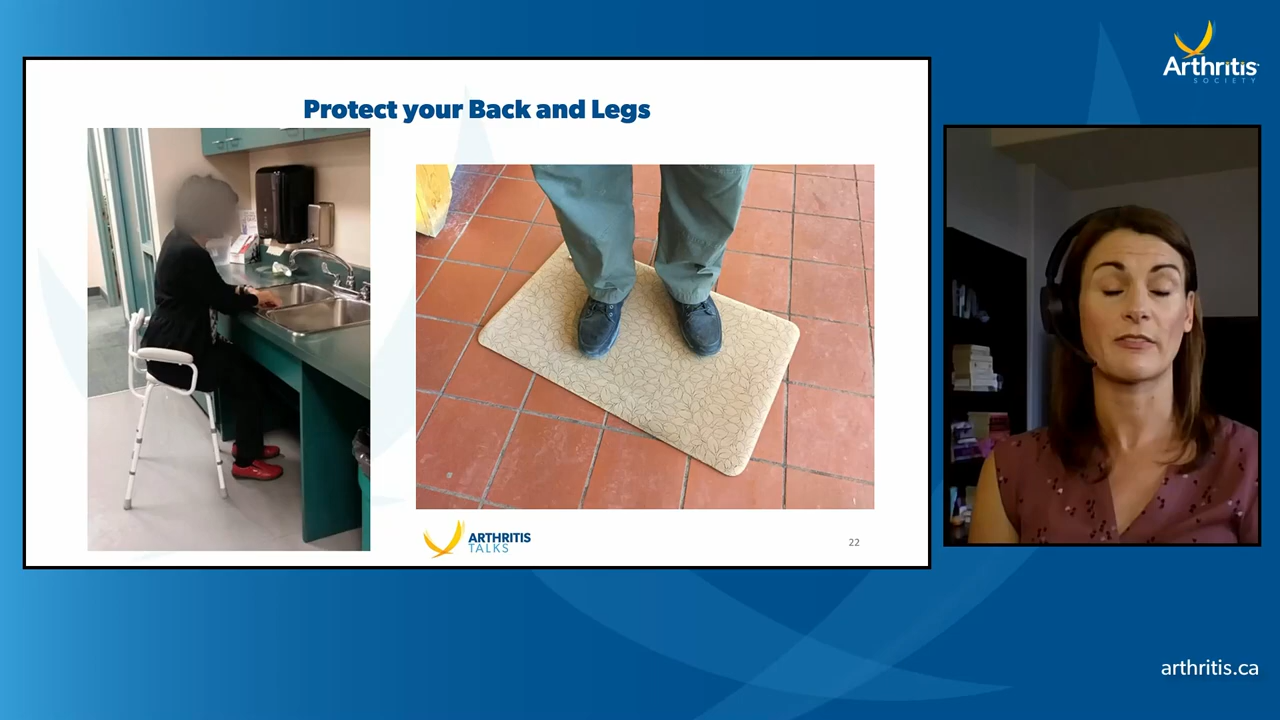 Arthritis
SOCIETY
Protect your Back and Legs
ARTHRITIS
TALKS
22
arthritis.ca